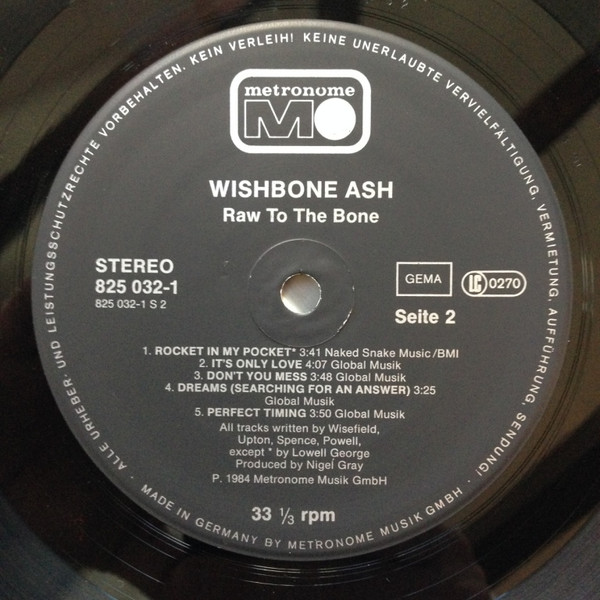 ALLE URHEBER- UND LEISTUNGSSCHUTZRECHTE VORBEHALTEN. KEIN VERLEIH! KEINE UNERLAUBTE VERVIELFÄLTIGUNG, VERMIETUNG, AUFFÜHRUNG, SENDUNG!
metronome
MO
WISHBONE ASH
Raw To The Bone
STEREO
825 032-1
825 032-1 S 2
GEMA
LC 0270
Seite 2
1. ROCKET IN MY POCKET* 3:41 Naked Snake Music/BMI
2. IT'S ONLY LOVE 4:07 Global Musik
3. DON'T YOU MESS 3:48 Global Musik
4. DREAMS (SEARCHING FOR AN ANSWER) 3:25
Global Musik
5. PERFECT TIMING 3:50 Global Musik
All tracks written by Wisefield,
Upton, Spence, Powell,
except * by Lowell George
Produced by Nigel Gray
P. 1984 Metronome Musik GmbH
33 1/3 rpm
· MADE IN GERMANY BY METRONOME MUSIK GMBH ·